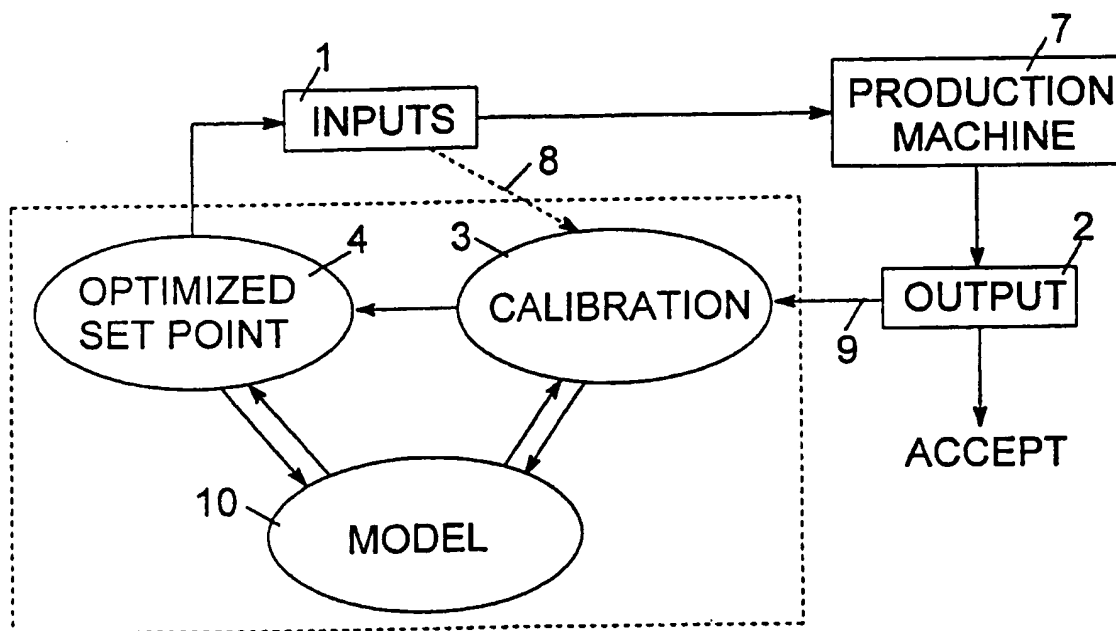 1
INPUTS
7
PRODUCTION
MACHINE
8
4
OPTIMIZED
SET POINT
3
CALIBRATION
2
OUTPUT
9
ACCEPT
10
MODEL